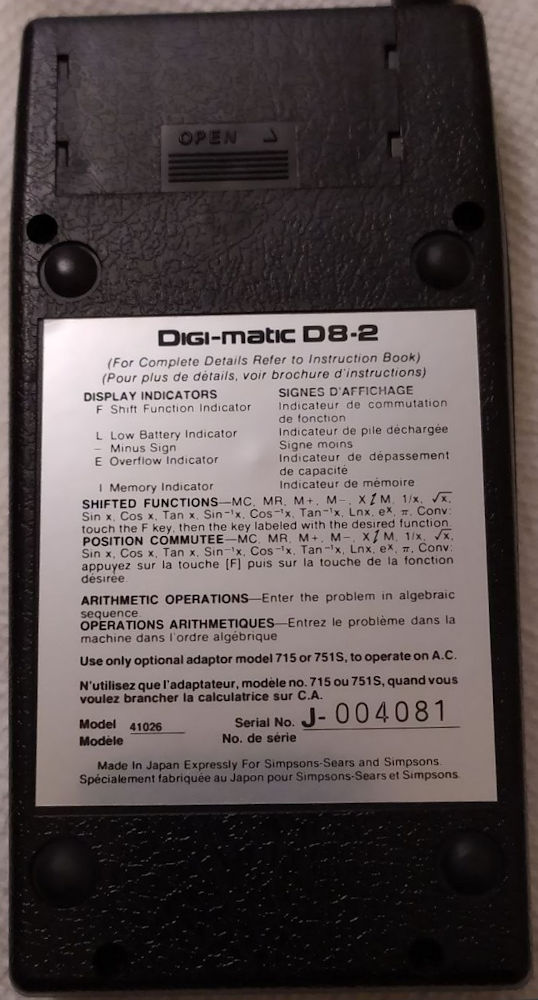 OPEN
DIGI-matic D8-2
(For Complete Details Refer to Instruction Book)
(Pour plus de détails, voir brochure d'instructions)
DISPLAY INDICATORS SIGNES D'AFFICHAGE
F Shift Function Indicator Indicateur de commutation
de fonction
L Low Battery Indicator Indicateur de pile déchargée
– Minus Sign Signe moins
E Overflow Indicator Indicateur de dépassement
de capacité
I Memory Indicator Indicateur de mémoire
SHIFTED FUNCTIONS—MC, MR, M+, M−, X↕M, 1/x, √x,
Sin x, Cos x, Tan x, Sin⁻¹x, Cos⁻¹x, Tan⁻¹x, Lnx, eˣ, π, Conv:
touch the F key, then the key labeled with the desired function.
POSITION COMMUTEE—MC, MR, M+, M−, X↕M, 1/x, √x,
Sin x, Cos x, Tan x, Sin⁻¹x, Cos⁻¹x, Tan⁻¹x, Lnx, eˣ, π, Conv:
appuyez sur la touche [F] puis sur la touche de la fonction
désirée.
ARITHMETIC OPERATIONS—Enter the problem in algebraic
sequence
OPERATIONS ARITHMETIQUES—Entrez le problème dans la
machine dans l'ordre algébrique
Use only optional adaptor model 715 or 751S, to operate on A.C.
N'utilisez que l'adaptateur, modèle no. 715 ou 751S, quand vous
voulez brancher la calculatrice sur C.A.
Model 41026 Serial No. J-004081
Modèle No. de série
Made In Japan Expressly For Simpsons-Sears and Simpsons.
Spécialement fabriquée au Japon pour Simpsons-Sears et Simpsons.